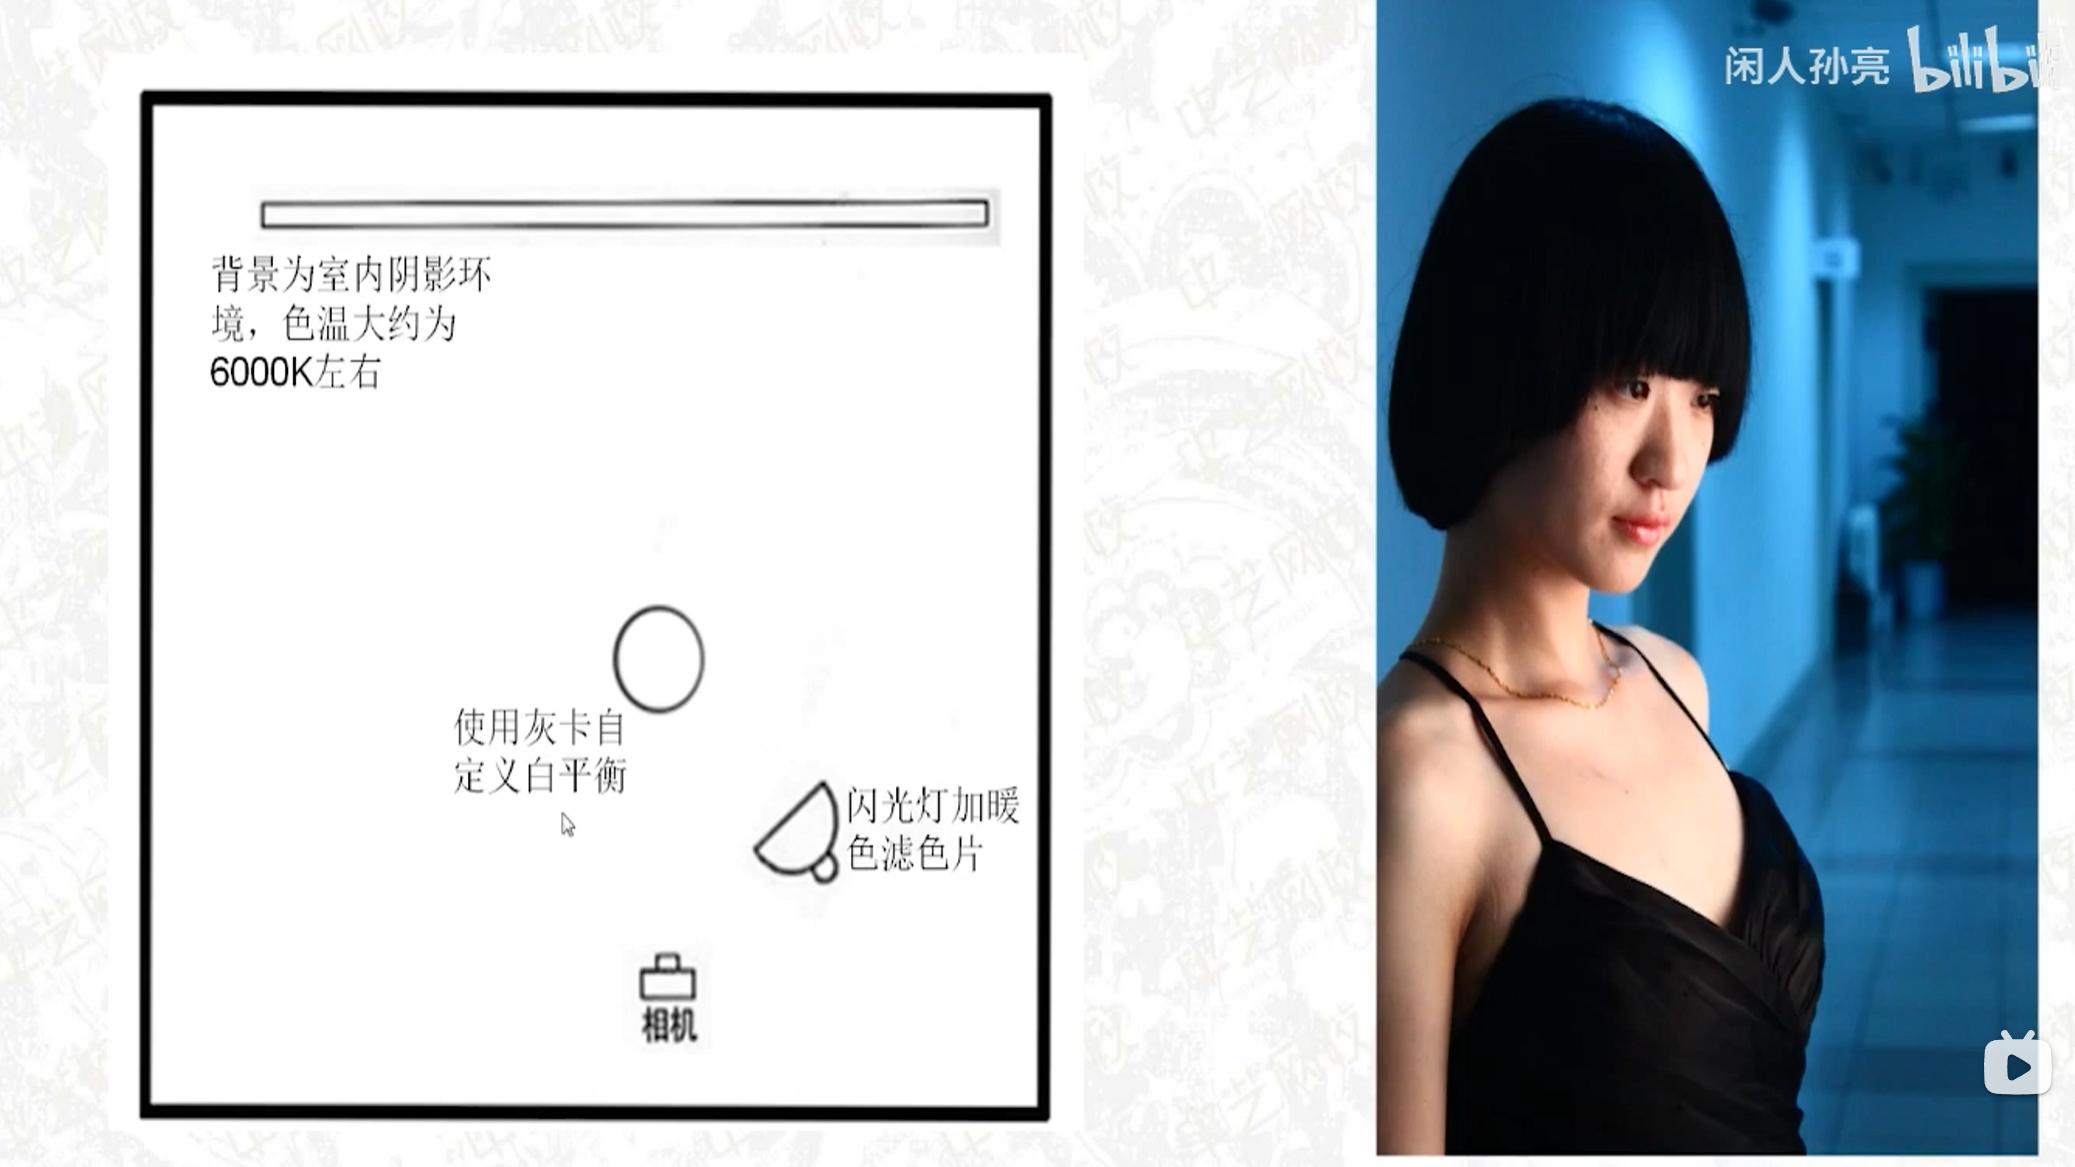 闲人孙亮 bilibili
背景为室内阴影环
境，色温大约为
6000K左右
使用灰卡自
定义白平衡
闪光灯加暖
色滤色片
相机